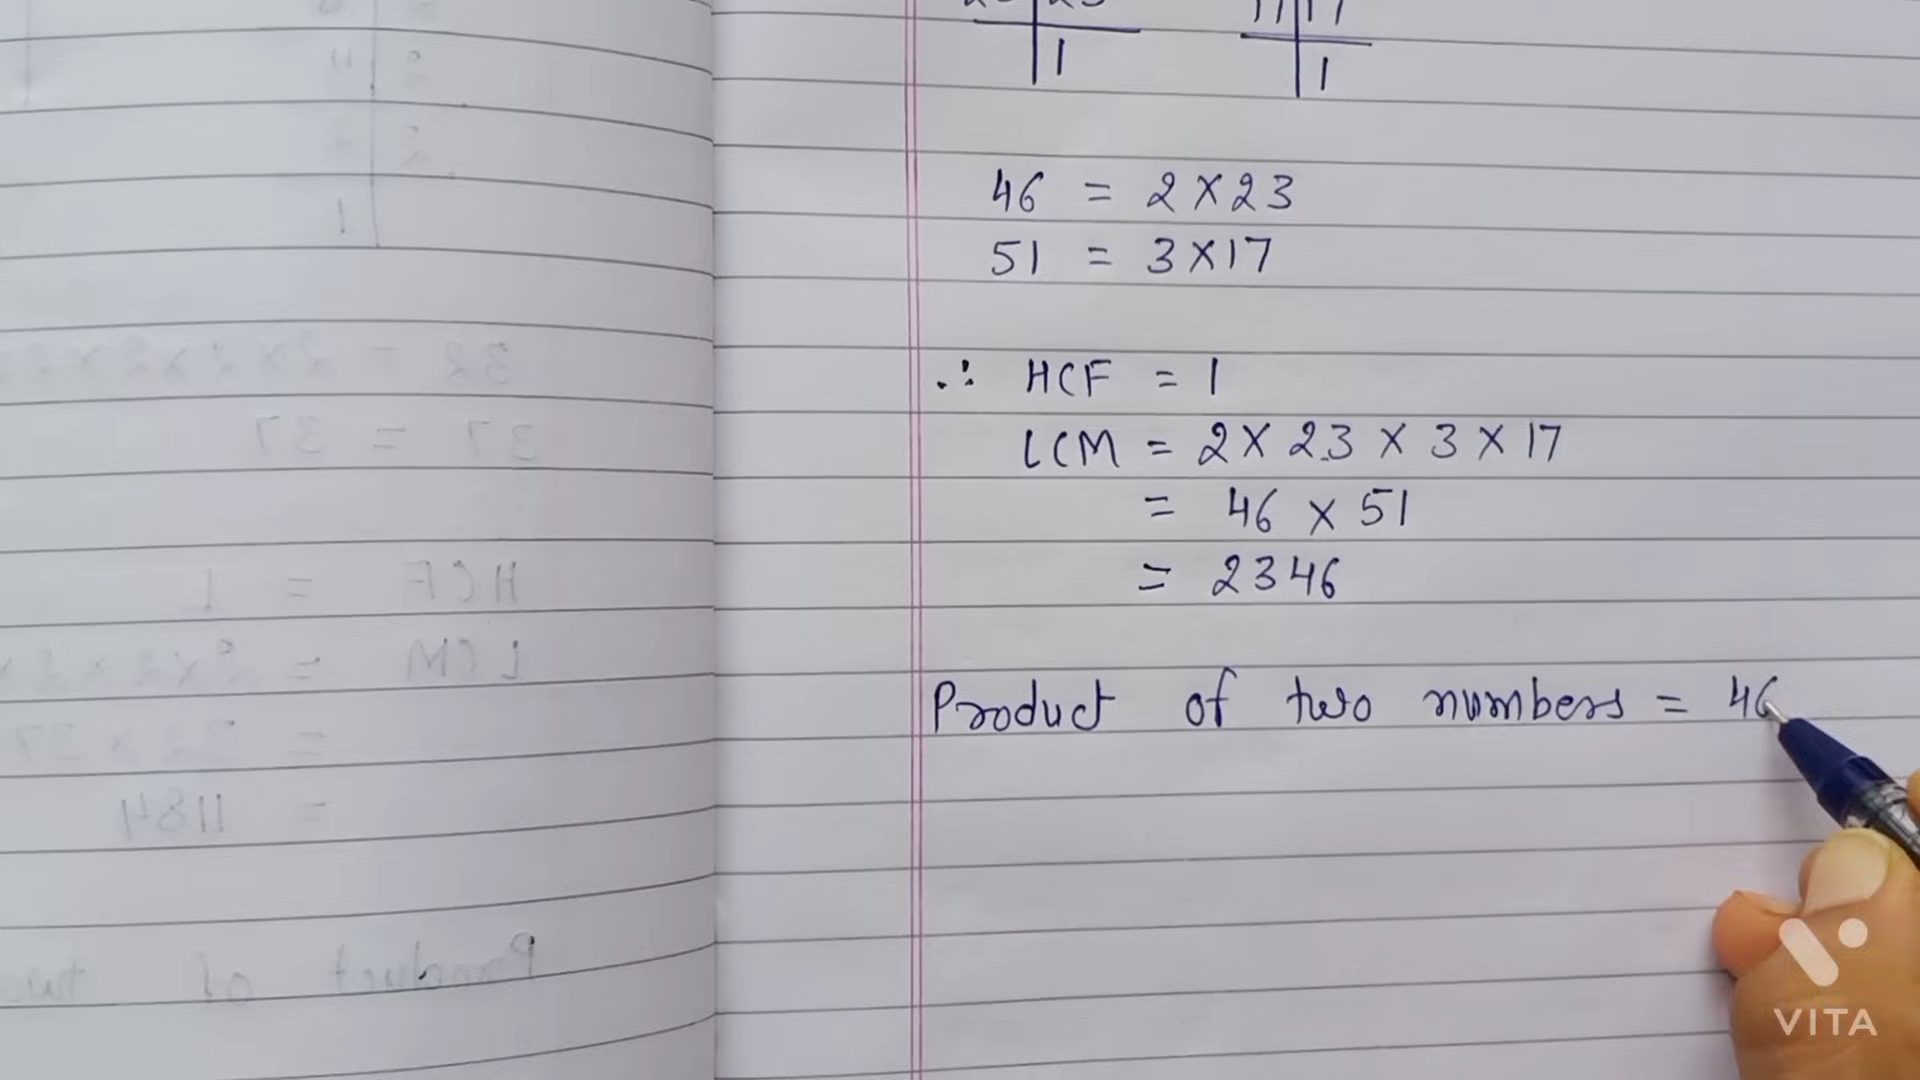 1 1
46 = 2 × 23
51 = 3 × 17
∴ HCF = 1
LCM = 2 × 23 × 3 × 17
= 46 × 51
= 2346
Product of two numbers = 46
VITA